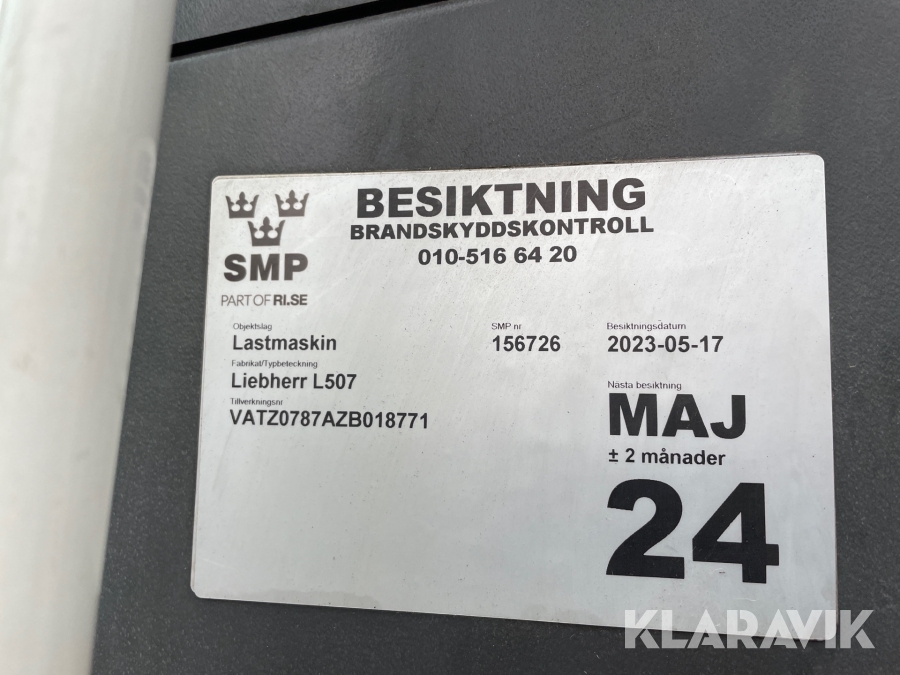 BESIKTNING
BRANDSKYDDSKONTROLL
010-516 64 20
SMP
PART OF RI.SE
Objektslag
Lastmaskin
SMP nr
156726
Besiktningsdatum
2023-05-17
Fabrikat/Typbeteckning
Liebherr L507
Tillverkningsnr
VATZ0787AZB018771
Nästa besiktning
MAJ
± 2 månader
24
KLARAVIK